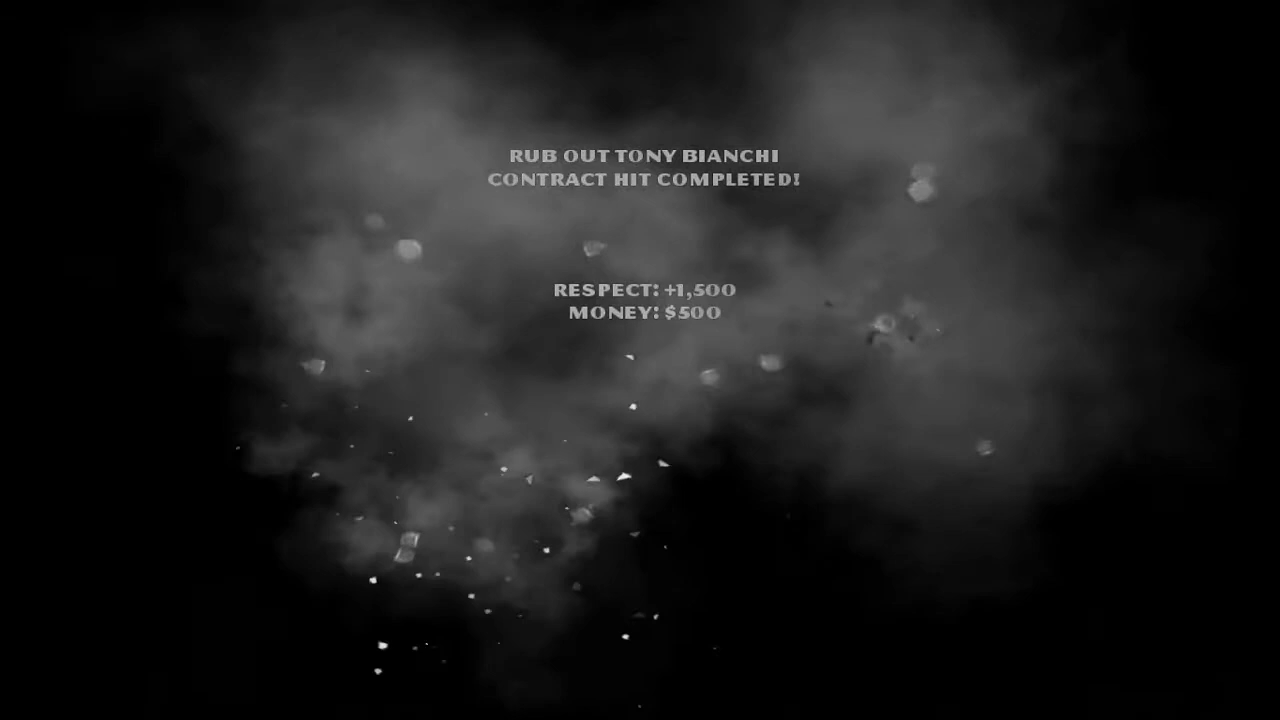 RUB OUT TONY BIANCHI
CONTRACT HIT COMPLETED!
RESPECT: +1,500
MONEY: $500